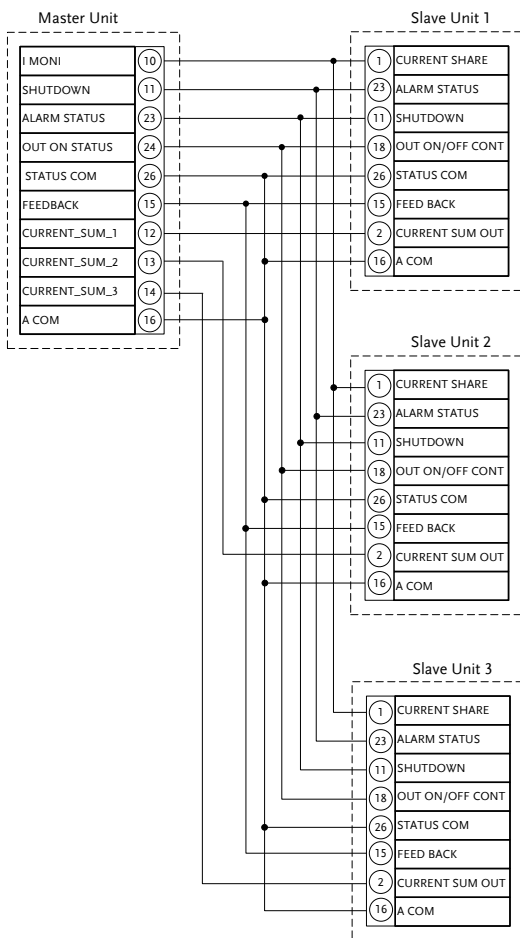 Master Unit
I MONI 10
SHUTDOWN 11
ALARM STATUS 23
OUT ON STATUS 24
STATUS COM 26
FEEDBACK 15
CURRENT_SUM_1 12
CURRENT_SUM_2 13
CURRENT_SUM_3 14
A COM 16
Slave Unit 1
1 CURRENT SHARE
23 ALARM STATUS
11 SHUTDOWN
18 OUT ON/OFF CONT
26 STATUS COM
15 FEED BACK
2 CURRENT SUM OUT
16 A COM
Slave Unit 2
1 CURRENT SHARE
23 ALARM STATUS
11 SHUTDOWN
18 OUT ON/OFF CONT
26 STATUS COM
15 FEED BACK
2 CURRENT SUM OUT
16 A COM
Slave Unit 3
1 CURRENT SHARE
23 ALARM STATUS
11 SHUTDOWN
18 OUT ON/OFF CONT
26 STATUS COM
15 FEED BACK
2 CURRENT SUM OUT
16 A COM